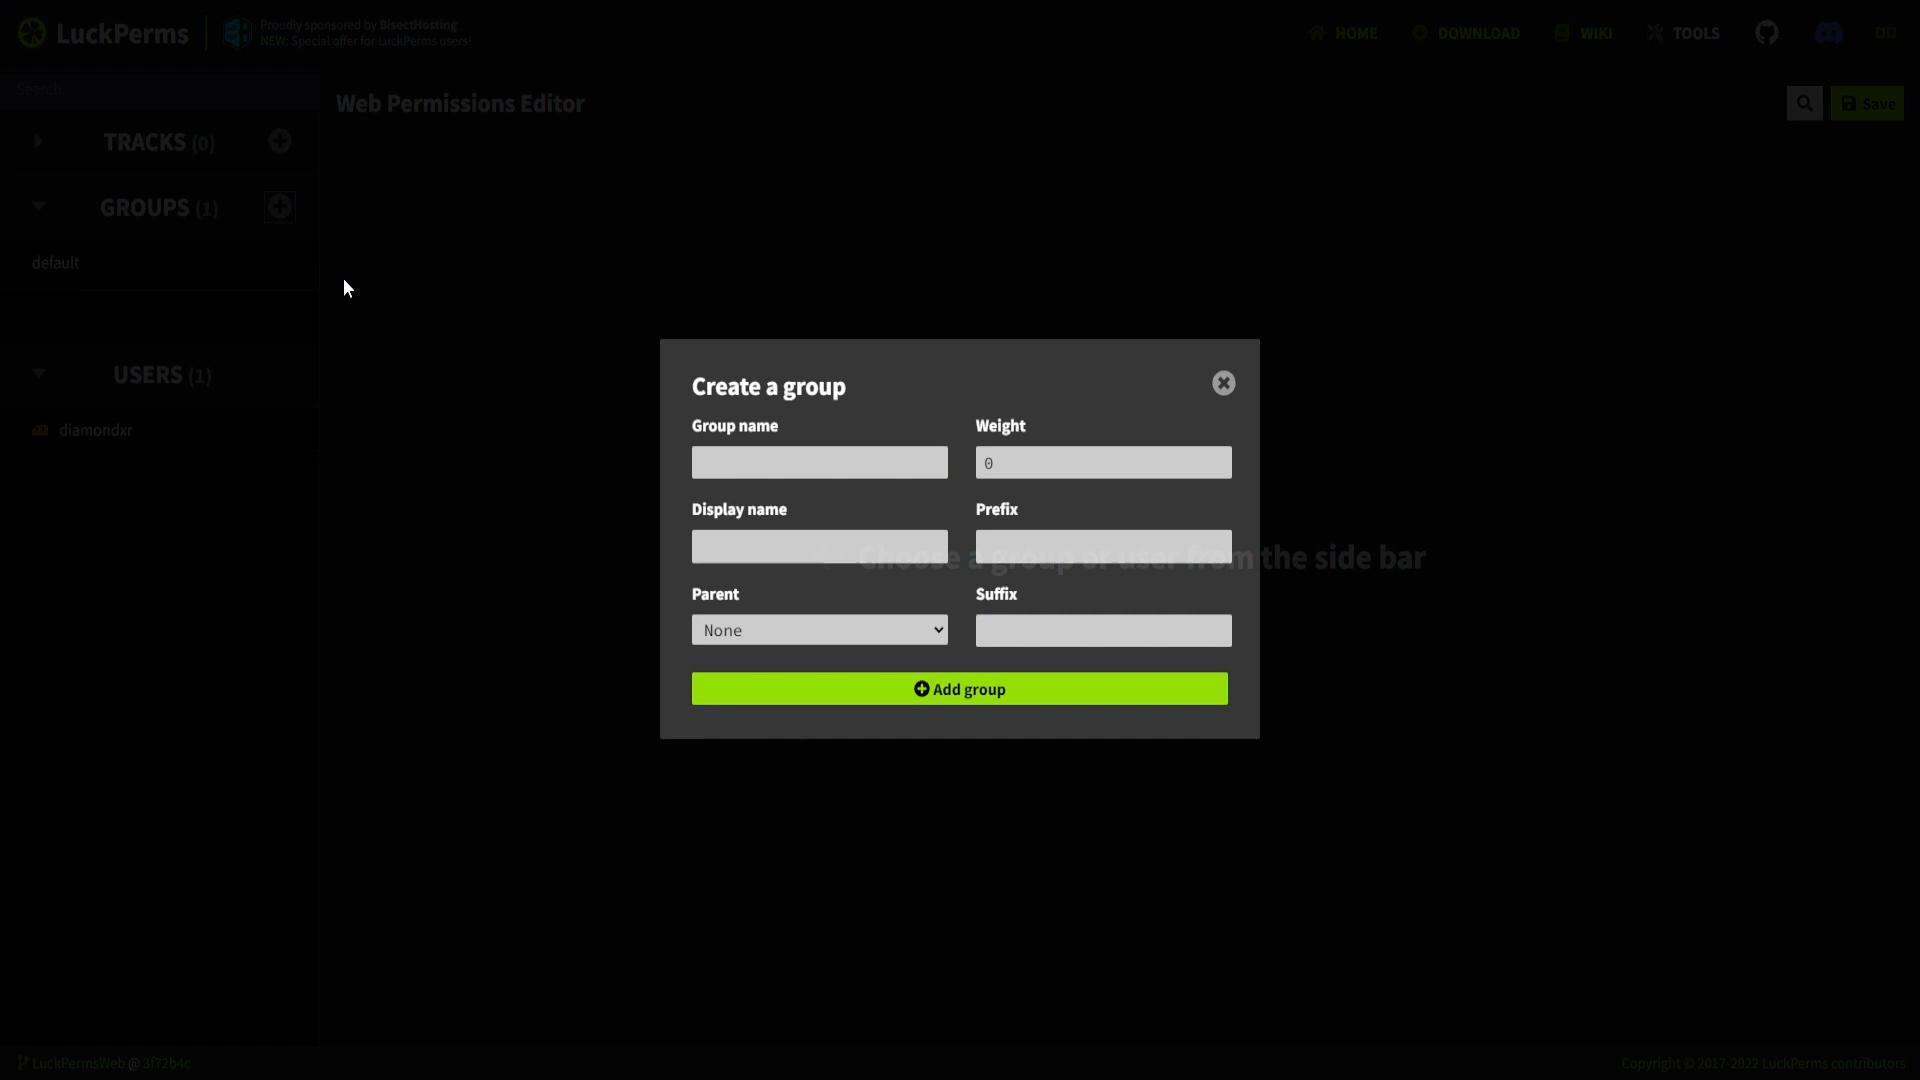 LuckPerms
Proudly sponsored by BisectHosting
NEW: Special offer for LuckPerms users!
HOME
DOWNLOAD
WIKI
TOOLS
Search
Web Permissions Editor
Save
TRACKS (0)
GROUPS (1)
default
USERS (1)
diamondxr
Choose a group or user from the side bar
Create a group
Group name
Weight
0
Display name
Prefix
Parent
Suffix
None
Add group
LuckPermsWeb @ 3f72b4c
Copyright © 2017-2022 LuckPerms contributors